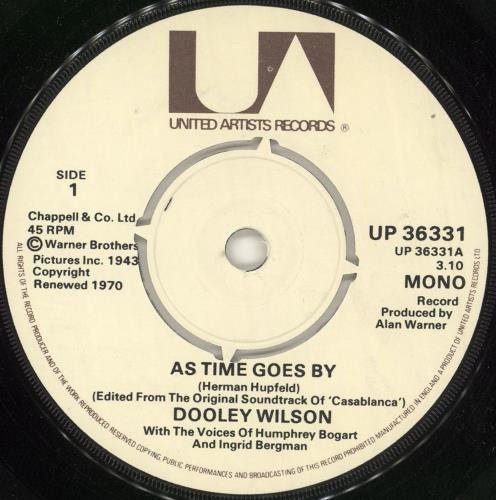 UA
UNITED ARTISTS RECORDS ®
SIDE
1
Chappell & Co. Ltd
45 RPM
© Warner Brothers
Pictures Inc. 1943
Copyright
Renewed 1970
UP 36331
UP 36331A
3.10
MONO
Record
Produced by
Alan Warner
AS TIME GOES BY
(Herman Hupfeld)
(Edited From The Original Soundtrack Of 'Casablanca')
DOOLEY WILSON
With The Voices Of Humphrey Bogart
And Ingrid Bergman
ALL RIGHTS OF THE RECORD PRODUCER, AND OF THE WORK REPRODUCED RESERVED COPYING PUBLIC PERFORMANCES AND BROADCASTING OF THIS RECORD PROHIBITED MANUFACTURED IN ENGLAND A PRODUCT OF UNITED ARTISTS RECORDS LTD